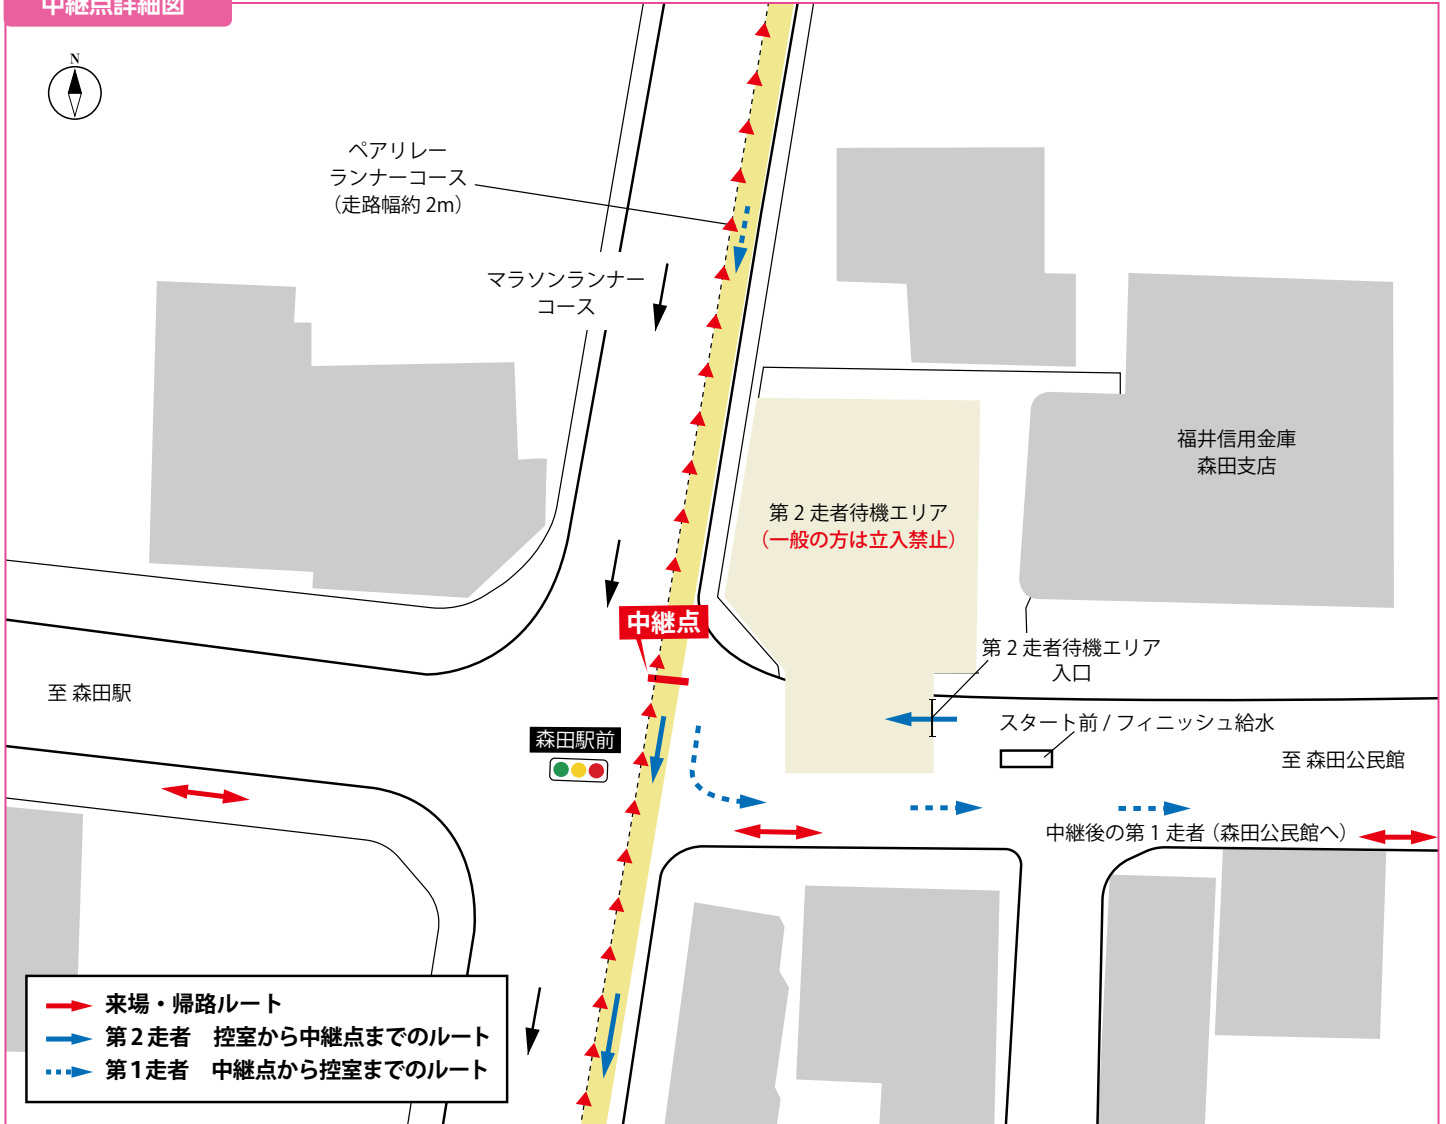 中継点詳細図
N
ペアリレー
ランナーコース
（走路幅約 2m）
マラソンランナー
コース
福井信用金庫
森田支店
第 2 走者待機エリア
（一般の方は立入禁止）
中継点
第 2 走者待機エリア
入口
至 森田駅
スタート前 / フィニッシュ給水
森田駅前
至 森田公民館
中継後の第 1 走者（森田公民館へ）
来場・帰路ルート
第2走者　控室から中継点までのルート
第1走者　中継点から控室までのルート